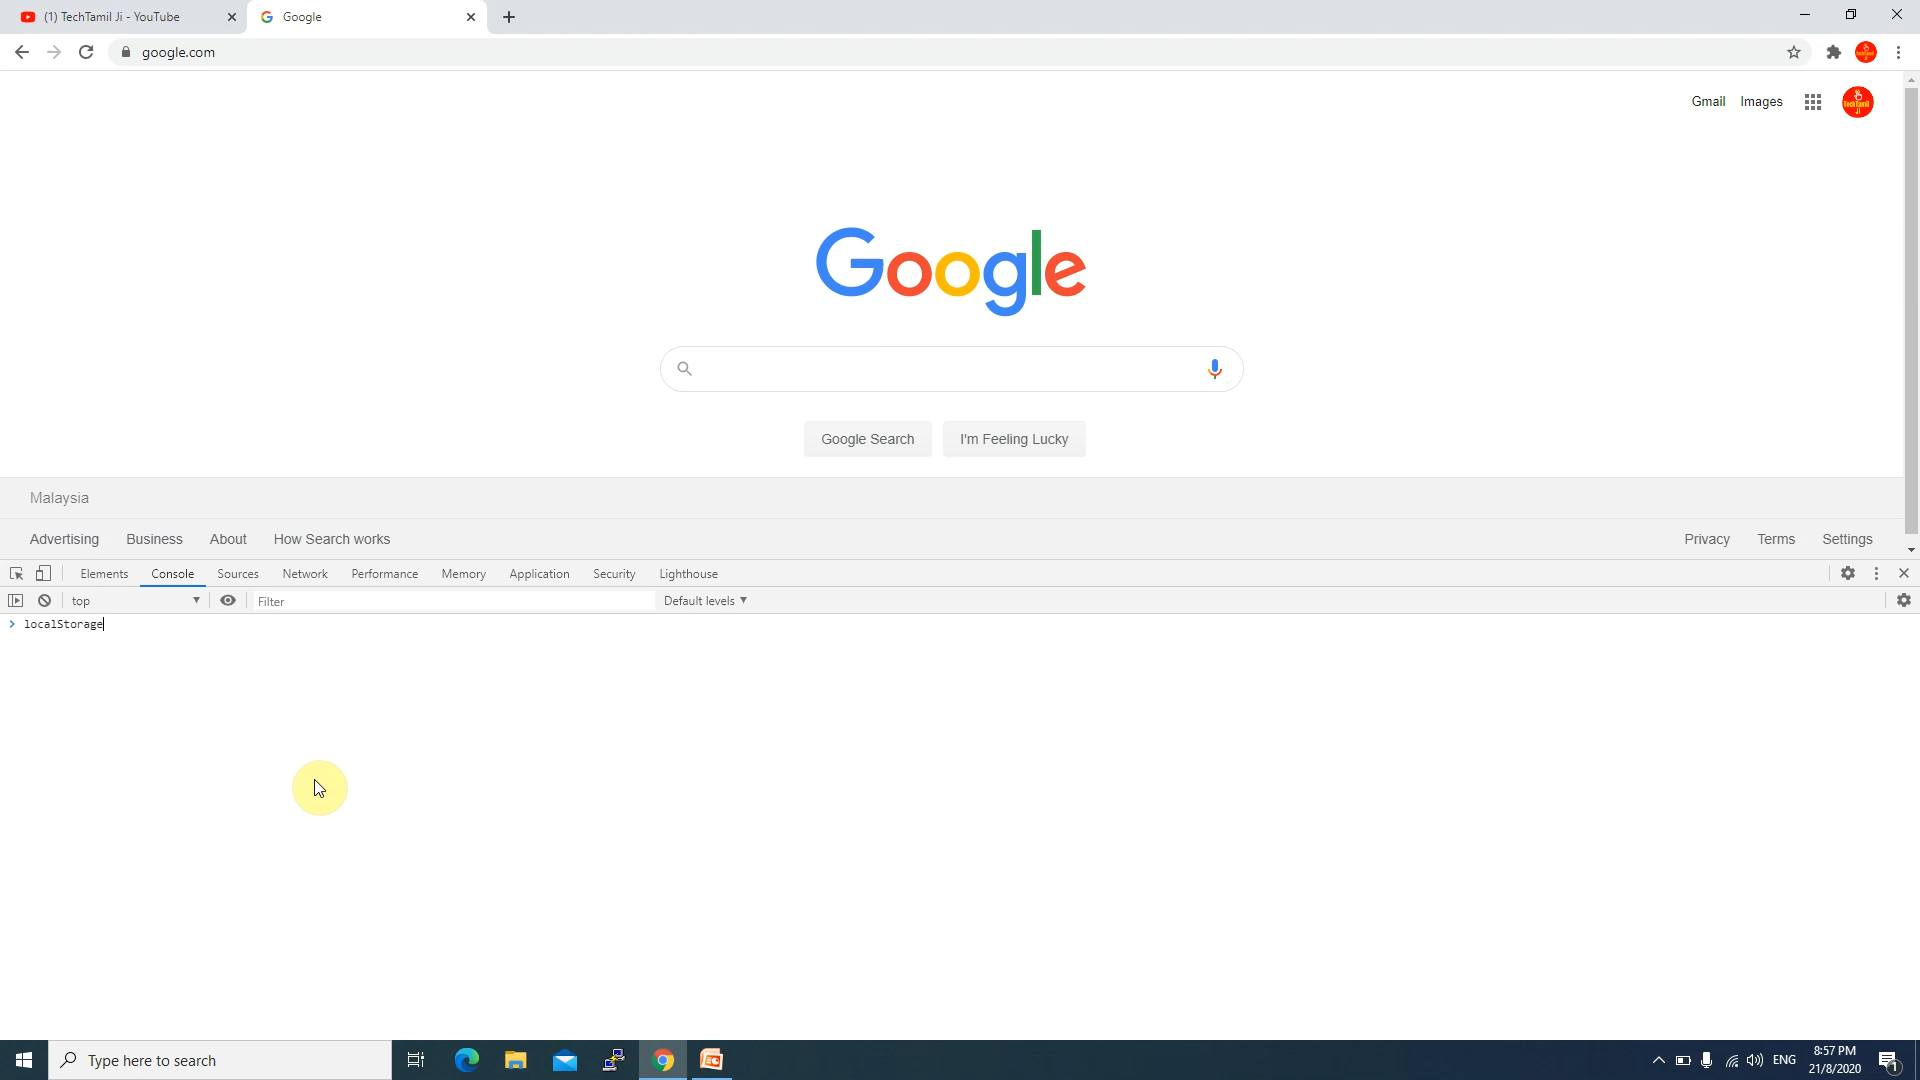 (1) TechTamil Ji - YouTube
Google
google.com
Gmail Images
Google
Google Search I'm Feeling Lucky
Malaysia
Advertising Business About How Search works Privacy Terms Settings
Elements Console Sources Network Performance Memory Application Security Lighthouse
top Filter Default levels
> localStorage
Type here to search
ENG
8:57 PM
21/8/2020
1